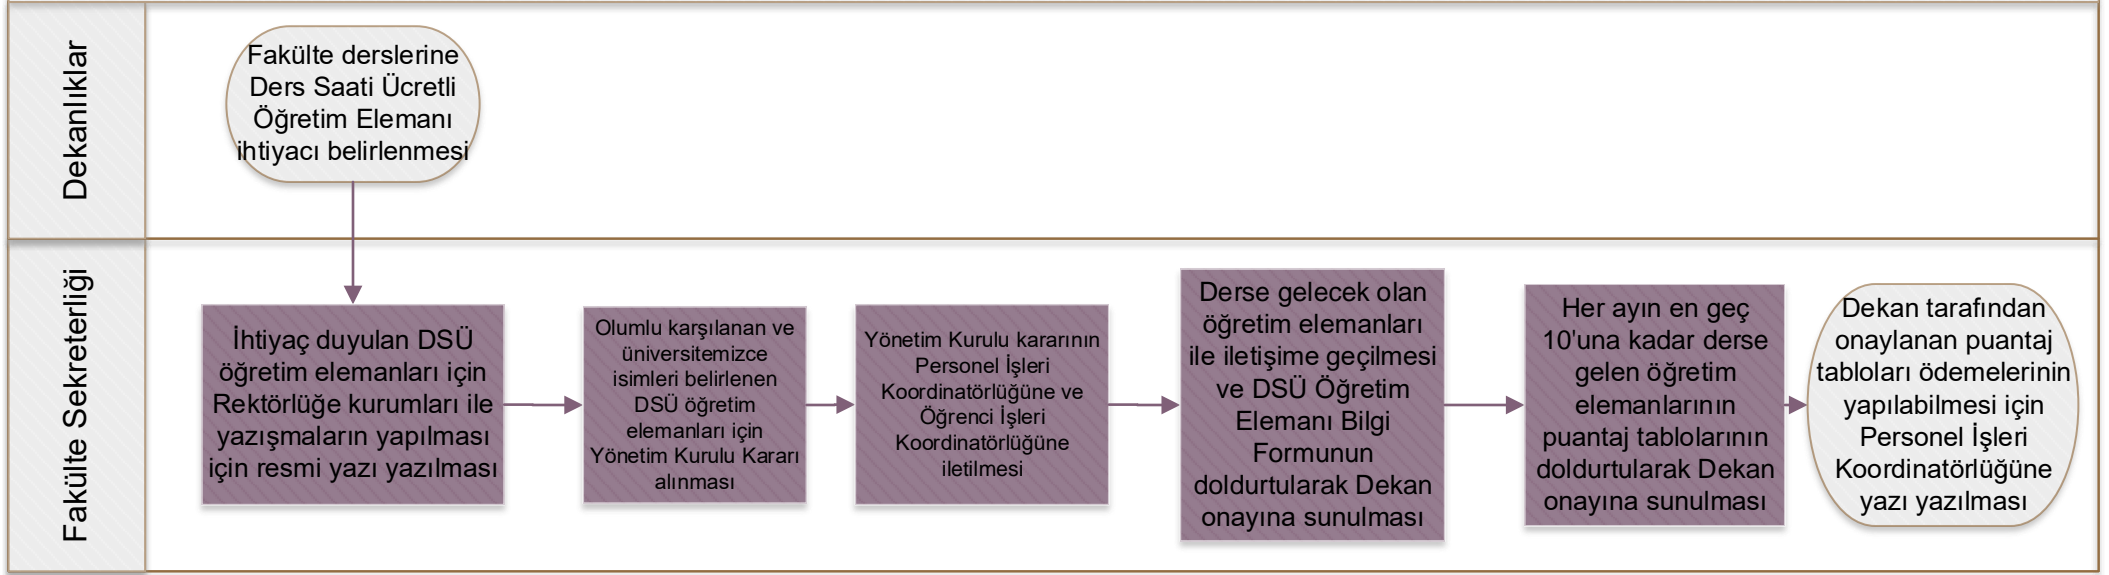 Dekanlıklar
Fakülte derslerine
Ders Saati Ücretli
Öğretim Elemanı
ihtiyacı belirlenmesi
Fakülte Sekreterliği
İhtiyaç duyulan DSÜ
öğretim elemanları için
Rektörlüğe kurumları ile
yazışmaların yapılması
için resmi yazı yazılması
Olumlu karşılanan ve
üniversitemizce
isimleri belirlenen
DSÜ öğretim
elemanları için
Yönetim Kurulu Kararı
alınması
Yönetim Kurulu kararının
Personel İşleri
Koordinatörlüğüne ve
Öğrenci İşleri
Koordinatörlüğüne
iletilmesi
Derse gelecek olan
öğretim elemanları
ile iletişime geçilmesi
ve DSÜ Öğretim
Elemanı Bilgi
Formunun
doldurtularak Dekan
onayına sunulması
Her ayın en geç
10'una kadar derse
gelen öğretim
elemanlarının
puantaj tablolarının
doldurtularak Dekan
onayına sunulması
Dekan tarafından
onaylanan puantaj
tabloları ödemelerinin
yapılabilmesi için
Personel İşleri
Koordinatörlüğüne
yazı yazılması